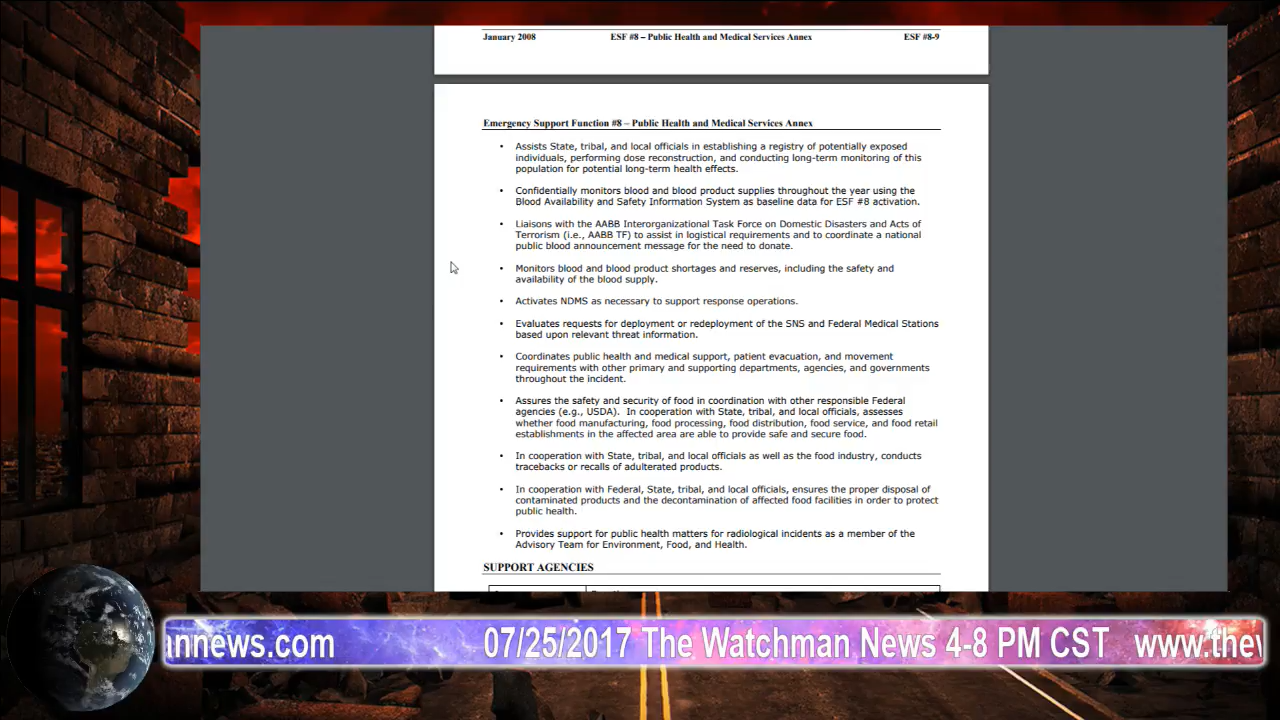 January 2008 ESF #8 – Public Health and Medical Services Annex ESF #8-9
Emergency Support Function #8 – Public Health and Medical Services Annex
• Assists State, tribal, and local officials in establishing a registry of potentially exposed
individuals, performing dose reconstruction, and conducting long-term monitoring of this
population for potential long-term health effects.
• Confidentially monitors blood and blood product supplies throughout the year using the
Blood Availability and Safety Information System as baseline data for ESF #8 activation.
• Liaisons with the AABB Interorganizational Task Force on Domestic Disasters and Acts of
Terrorism (i.e., AABB TF) to assist in logistical requirements and to coordinate a national
public blood announcement message for the need to donate.
• Monitors blood and blood product shortages and reserves, including the safety and
availability of the blood supply.
• Activates NDMS as necessary to support response operations.
• Evaluates requests for deployment or redeployment of the SNS and Federal Medical Stations
based upon relevant threat information.
• Coordinates public health and medical support, patient evacuation, and movement
requirements with other primary and supporting departments, agencies, and governments
throughout the incident.
• Assures the safety and security of food in coordination with other responsible Federal
agencies (e.g., USDA). In cooperation with State, tribal, and local officials, assesses
whether food manufacturing, food processing, food distribution, food service, and food retail
establishments in the affected area are able to provide safe and secure food.
• In cooperation with State, tribal, and local officials as well as the food industry, conducts
tracebacks or recalls of adulterated products.
• In cooperation with Federal, State, tribal, and local officials, ensures the proper disposal of
contaminated products and the decontamination of affected food facilities in order to protect
public health.
• Provides support for public health matters for radiological incidents as a member of the
Advisory Team for Environment, Food, and Health.
SUPPORT AGENCIES
nnews.com 07/25/2017 The Watchman News 4-8 PM CST www.thev